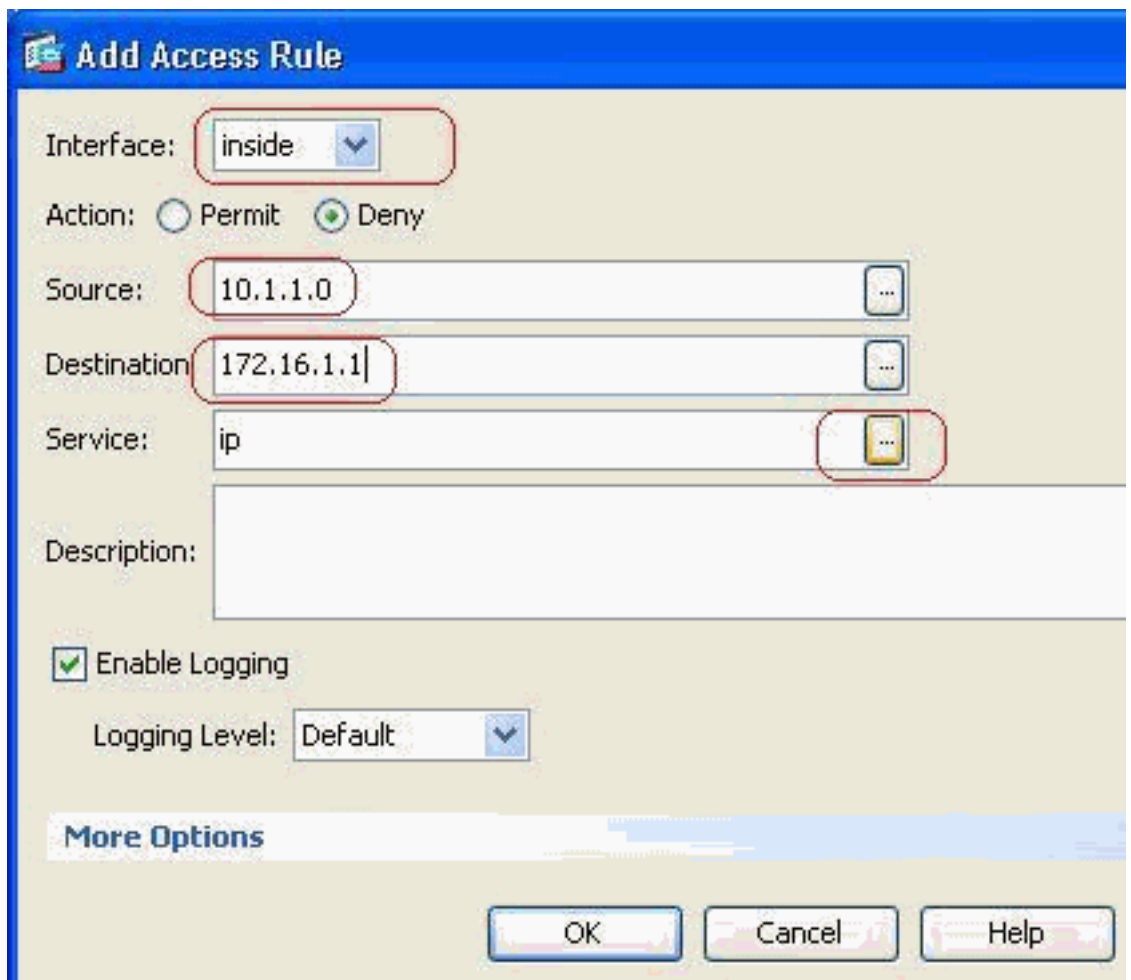 Add Access Rule
Interface: inside
Action: Permit Deny
Source: 10.1.1.0 ...
Destination 172.16.1.1 ...
Service: ip ...
Description:
Enable Logging
Logging Level: Default
More Options
OK Cancel Help